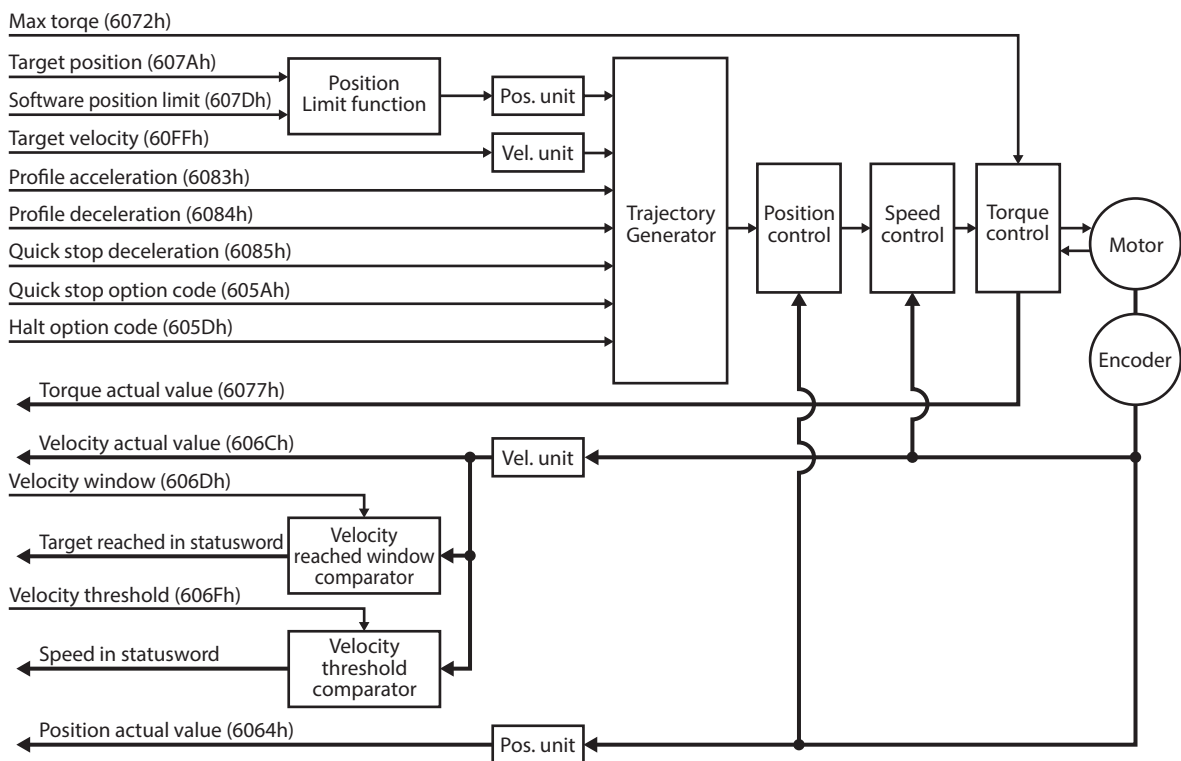 Max torqe (6072h)
Target position (607Ah)
Software position limit (607Dh)
Position
Limit function
Pos. unit
Target velocity (60FFh)
Vel. unit
Profile acceleration (6083h)
Profile deceleration (6084h)
Quick stop deceleration (6085h)
Quick stop option code (605Ah)
Halt option code (605Dh)
Trajectory
Generator
Position
control
Speed
control
Torque
control
Motor
Encoder
Torque actual value (6077h)
Velocity actual value (606Ch)
Vel. unit
Velocity window (606Dh)
Target reached in statusword
Velocity
reached window
comparator
Velocity threshold (606Fh)
Speed in statusword
Velocity
threshold
comparator
Position actual value (6064h)
Pos. unit